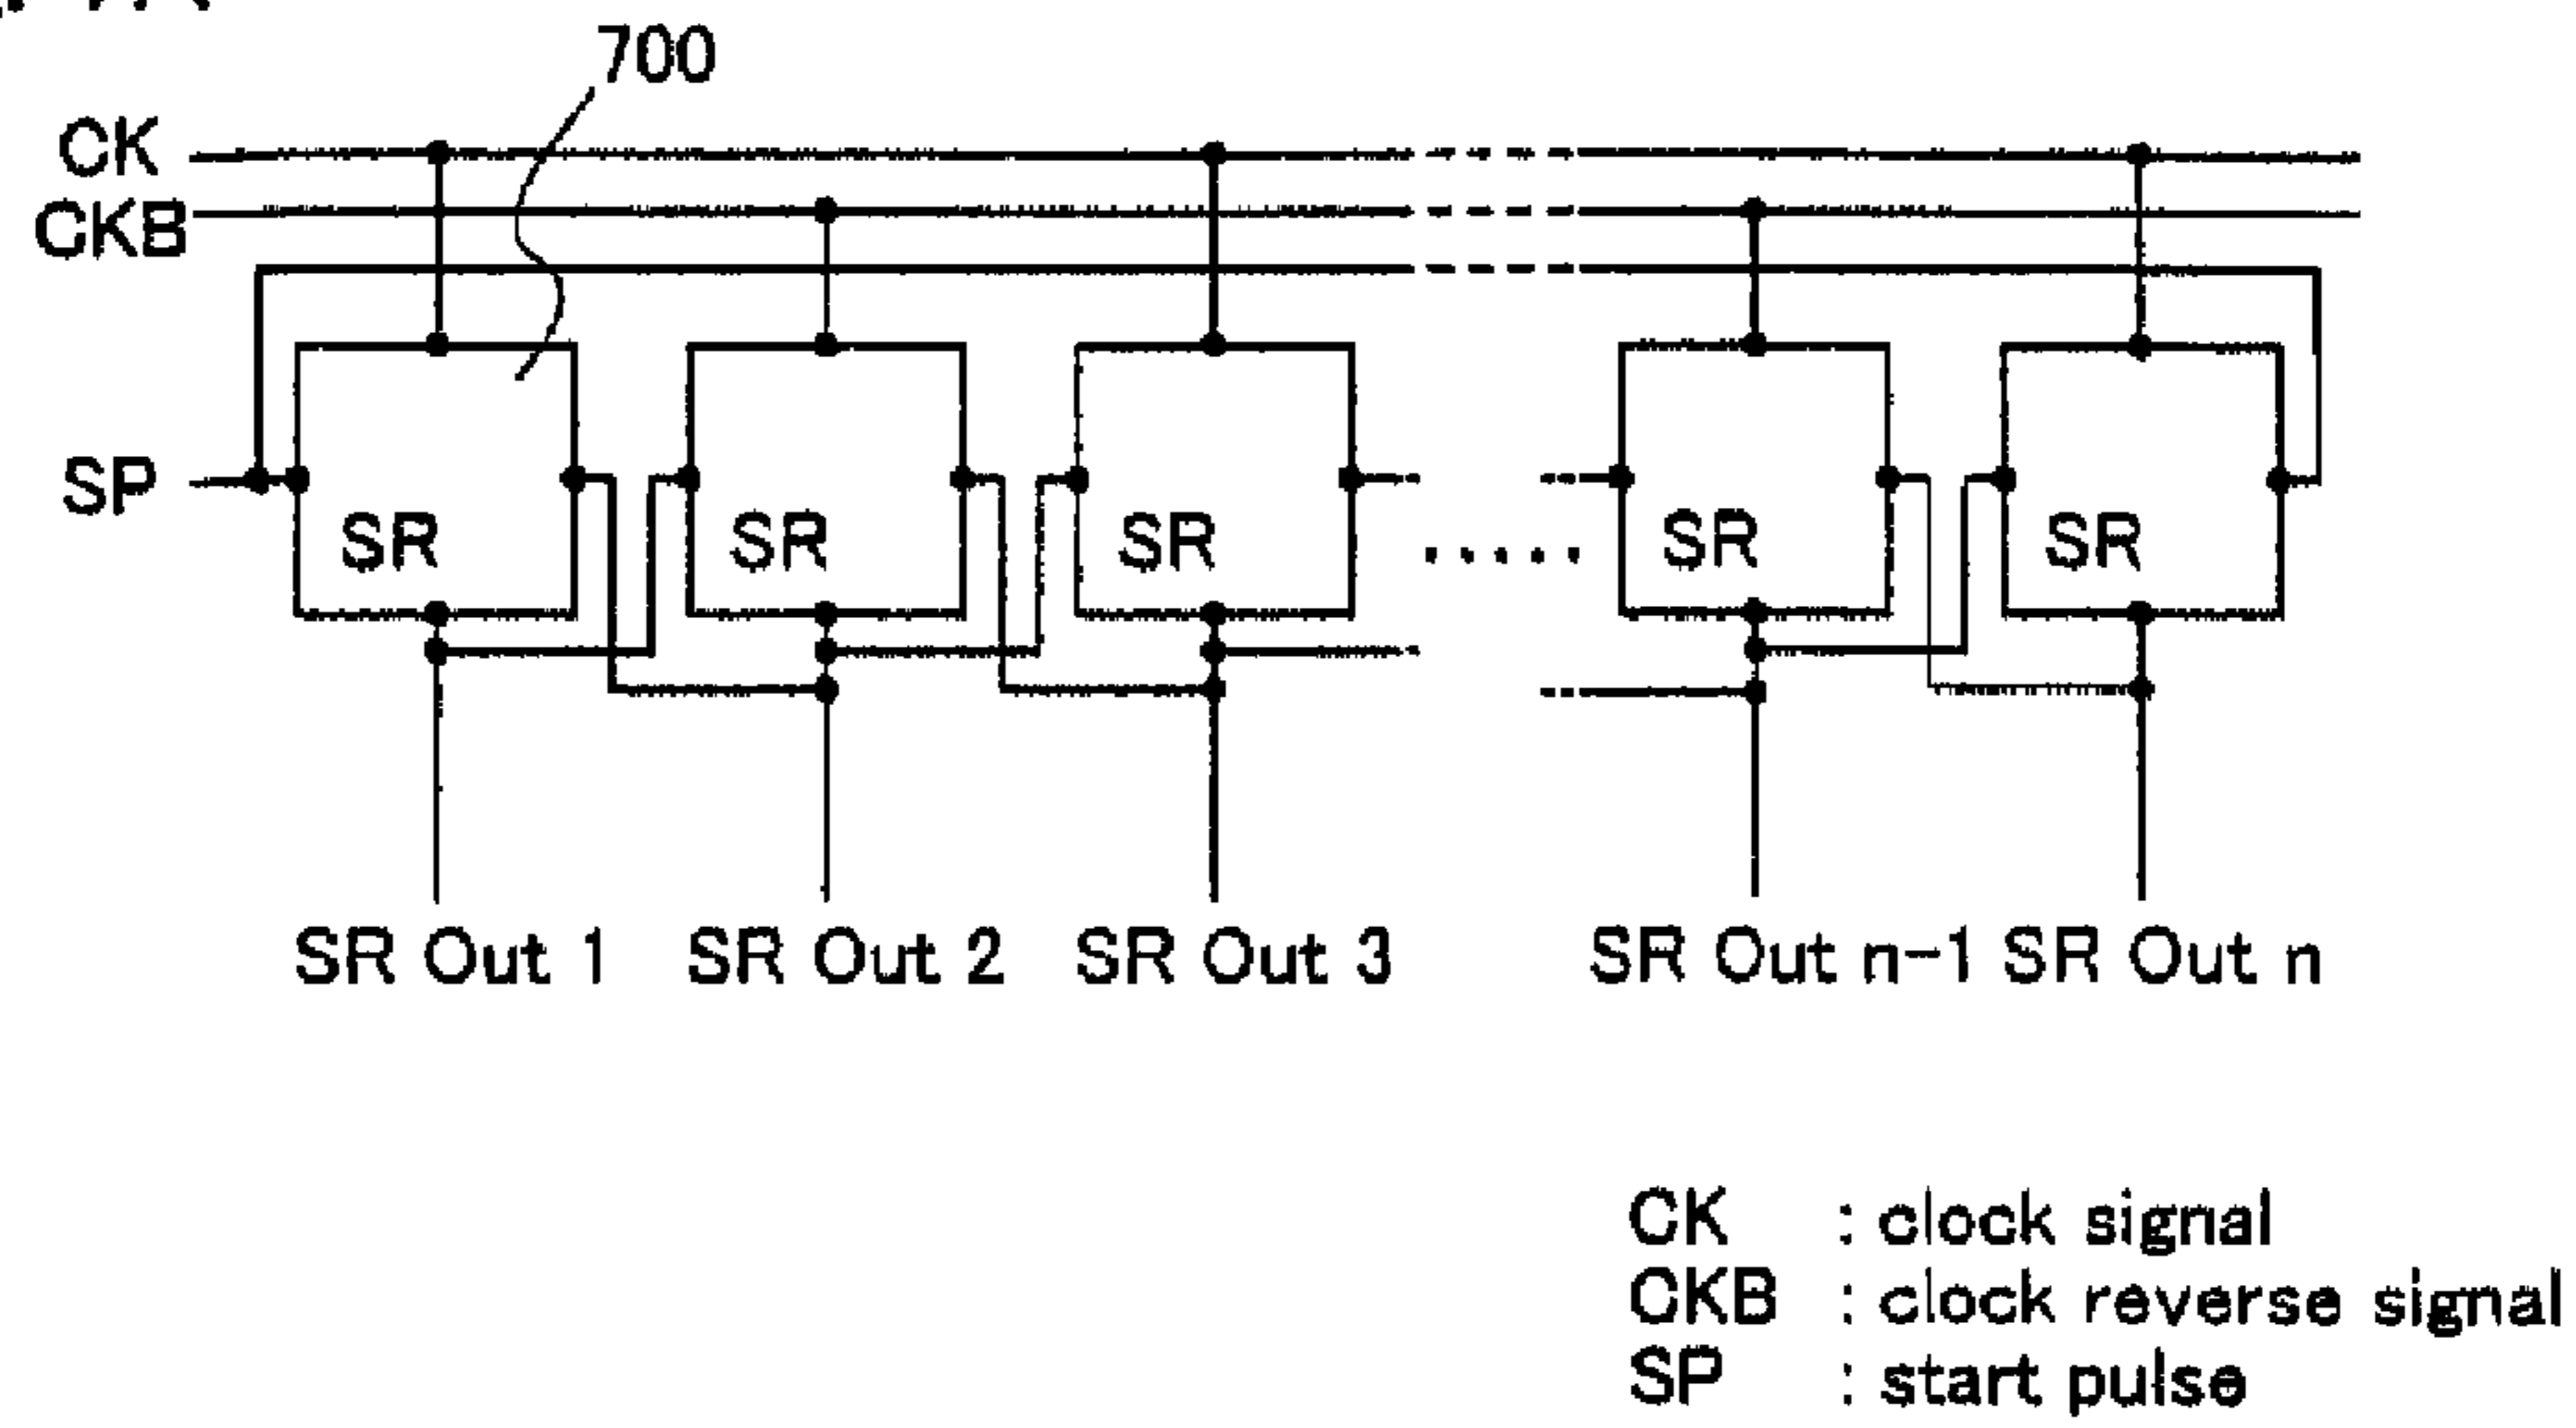 700
CK
CKB
SP
SR SR SR ..... SR SR
SR Out 1 SR Out 2 SR Out 3 SR Out n-1 SR Out n
CK : clock signal
CKB : clock reverse signal
SP : start pulse